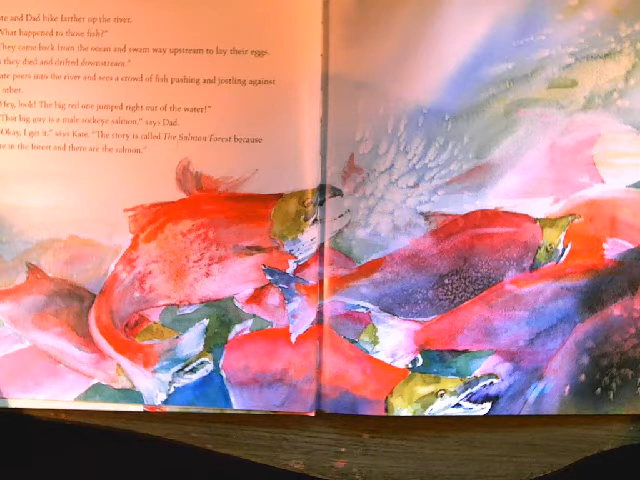 te and Dad hike farther up the river.
What happened to those fish?"
They come back from the ocean and swam way upstream to lay their eggs.
they died and drifted downstream."
ate peers into the river and sees a crowd of fish pushing and jostling against
other.
Hey, look! The big red one jumped right out of the water!"
That big guy is a male sockeye salmon," says Dad.
"Okay, I get it," says Kate. "The story is called The Salmon Forest because
re in the forest and there are the salmon."